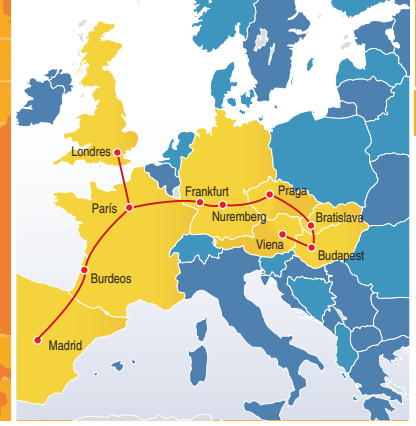 Londres
París
Frankfurt
Praga
Nuremberg
Bratislava
Viena
Budapest
Burdeos
Madrid